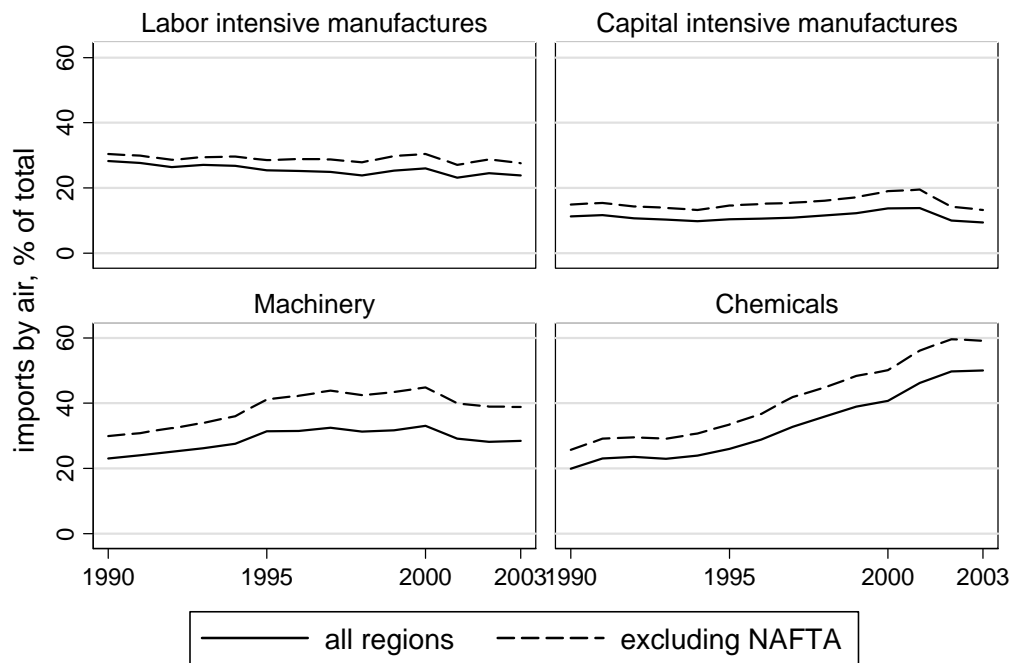 Labor intensive manufactures
Capital intensive manufactures
60
40
20
0
Machinery
Chemicals
60
40
20
0
imports by air, % of total
1990
1995
2000
2003
1990
1995
2000
2003
all regions
excluding NAFTA